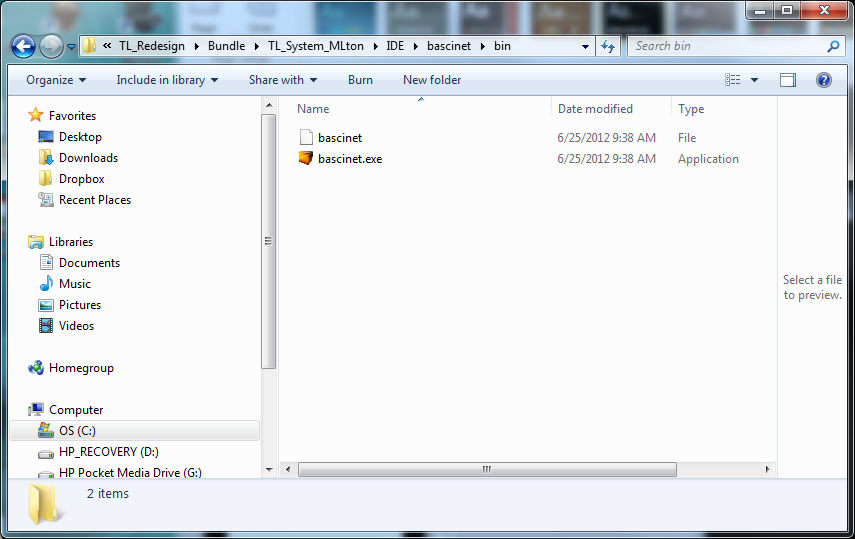 « TL_Redesign Bundle TL_System_MLton IDE bascinet bin Search bin
Organize Include in library Share with Burn New folder
Favorites
Desktop
Downloads
Dropbox
Recent Places
Libraries
Documents
Music
Pictures
Videos
Homegroup
Computer
OS (C:)
HP_RECOVERY (D:)
HP Pocket Media Drive (G:)
Name Date modified Type
bascinet 6/25/2012 9:38 AM File
bascinet.exe 6/25/2012 9:38 AM Application
Select a file
to preview.
2 items